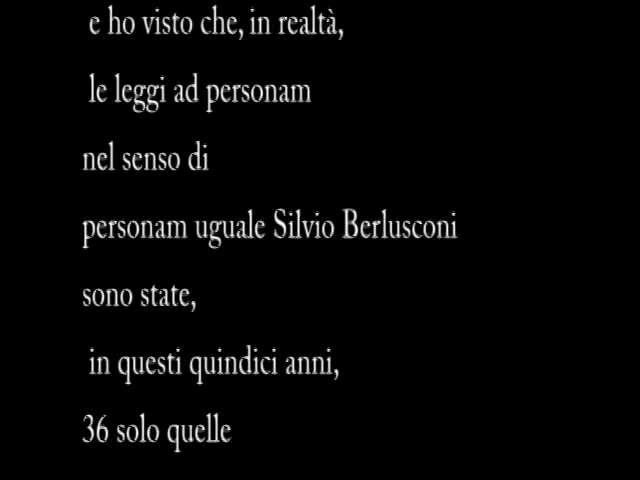 e ho visto che, in realtà,
le leggi ad personam
nel senso di
personam uguale Silvio Berlusconi
sono state,
in questi quindici anni,
36 solo quelle